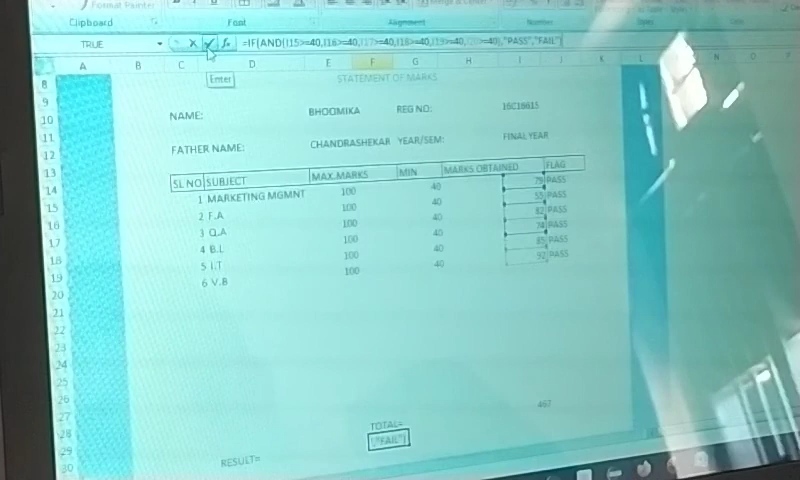 Format Painter
Clipboard Font Alignment Number
TRUE =IF(AND(I15>=40,I16>=40,I17>=40,I18>=40,I19>=40,I20>=40),"PASS","FAIL")
A B C D E F G H I J K L M N O P
Enter
8 STATEMENT OF MARKS
9
10 NAME: BHOOMIKA REG NO:
11
12 FATHER NAME: CHANDRASHEKAR YEAR/SEM: FINAL YEAR
13
14 SL NO SUBJECT MAX.MARKS MIN MARKS OBTAINED FLAG
15 1 MARKETING MGMNT 100 40 79 PASS
16 2 F.A 100 40 55 PASS
17 3 Q.A 100 40 82 PASS
18 4 B.L 100 40 74 PASS
19 5 I.T 100 40 85 PASS
20 6 V.B 100 40 92 PASS
21
22
23
24
25
26
27 467
28 TOTAL=
29 ,"FAIL")
30 RESULT=